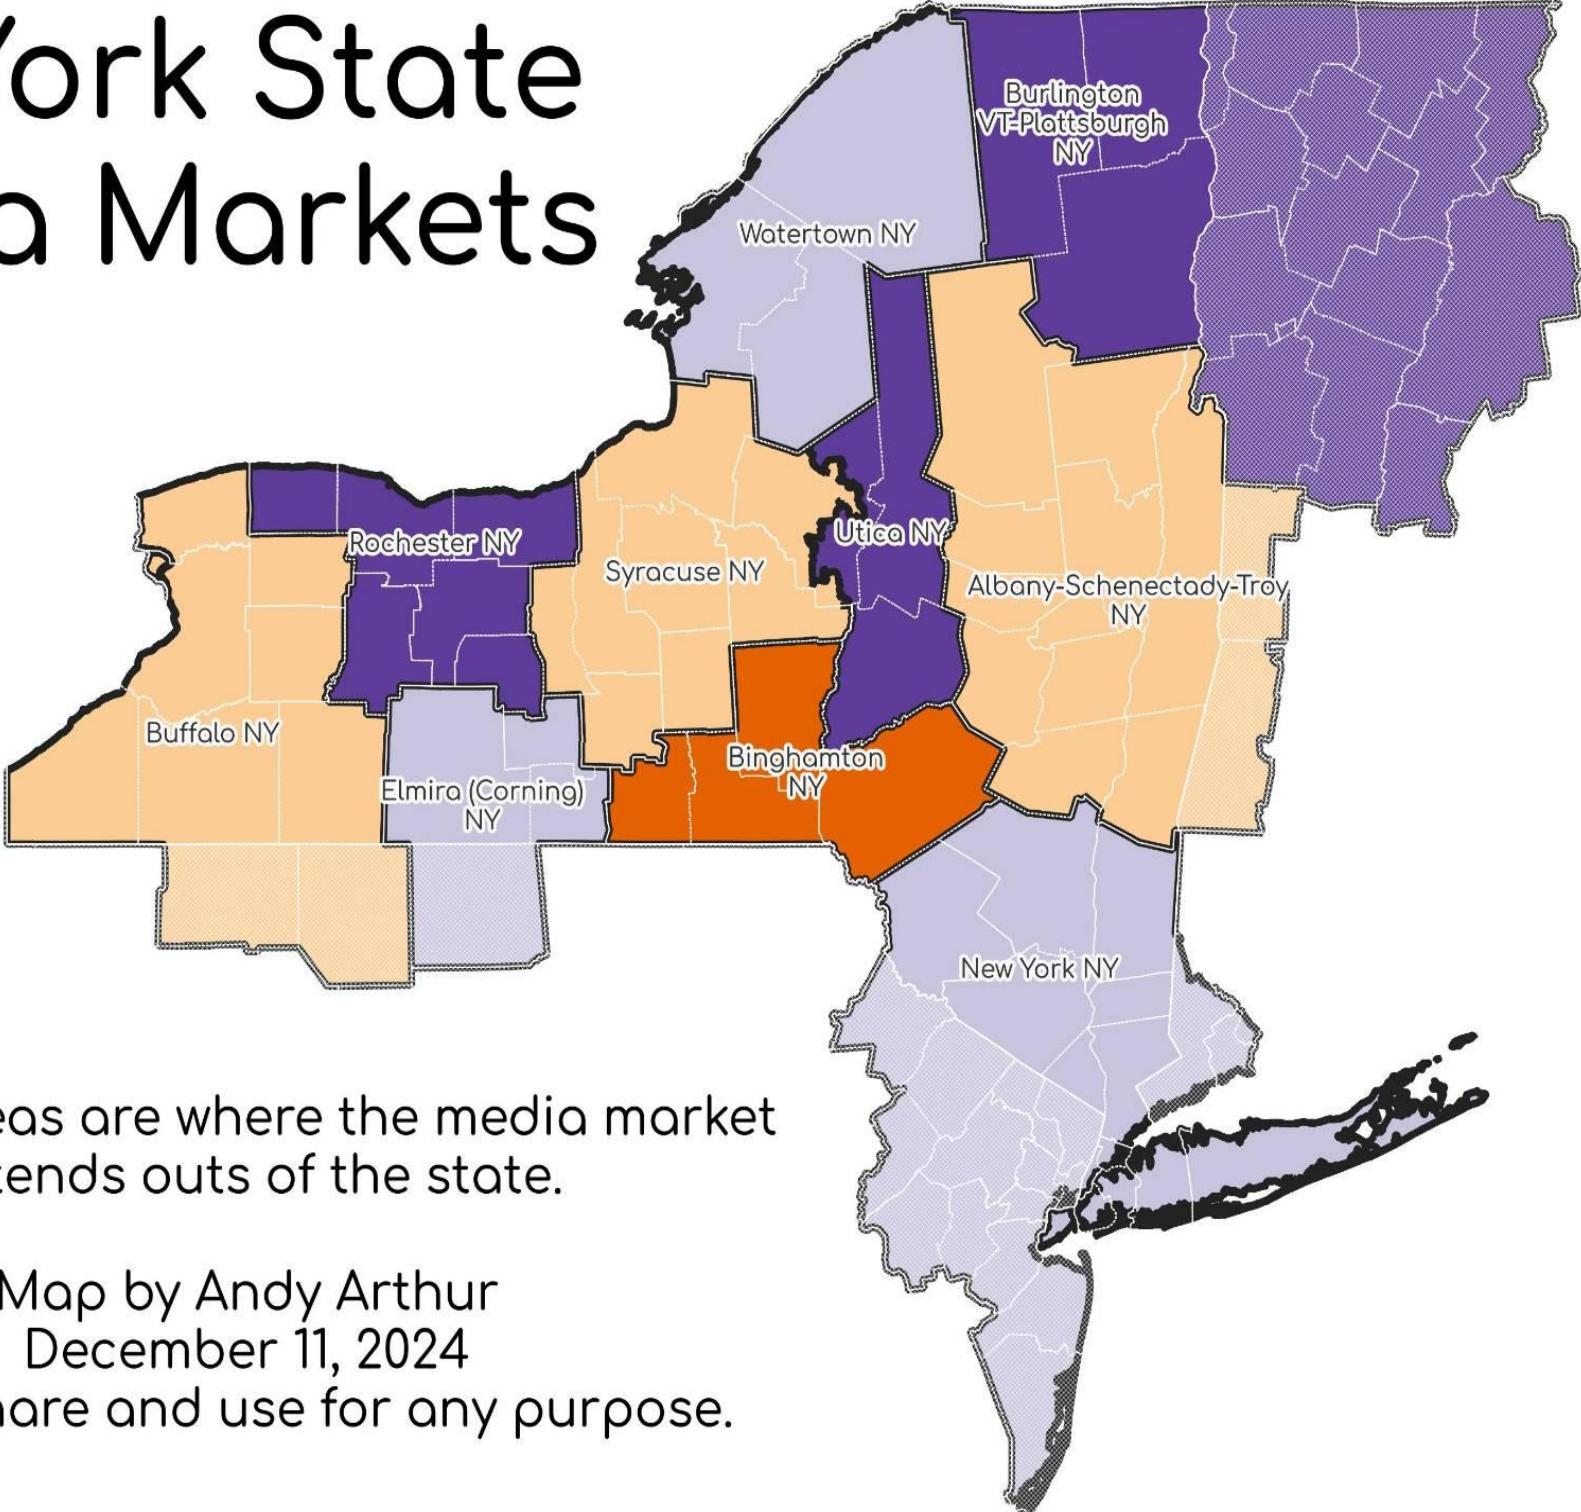 York State
a Markets
Burlington
VT-Plattsburgh
NY
Watertown NY
Rochester NY
Utica NY
Syracuse NY
Albany-Schenectady-Troy
NY
Buffalo NY
Binghamton
NY
Elmira (Corning)
NY
New York NY
eas are where the media market
tends outs of the state.
Map by Andy Arthur
December 11, 2024
hare and use for any purpose.